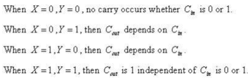 When X = 0, Y = 0, no carry occurs whether C_in is 0 or 1.
When X = 0, Y = 1, then C_out depends on C_in.
When X = 1, Y = 0, then C_out depends on C_in.
When X = 1, Y = 1, then C_out is 1 independent of C_in is 0 or 1